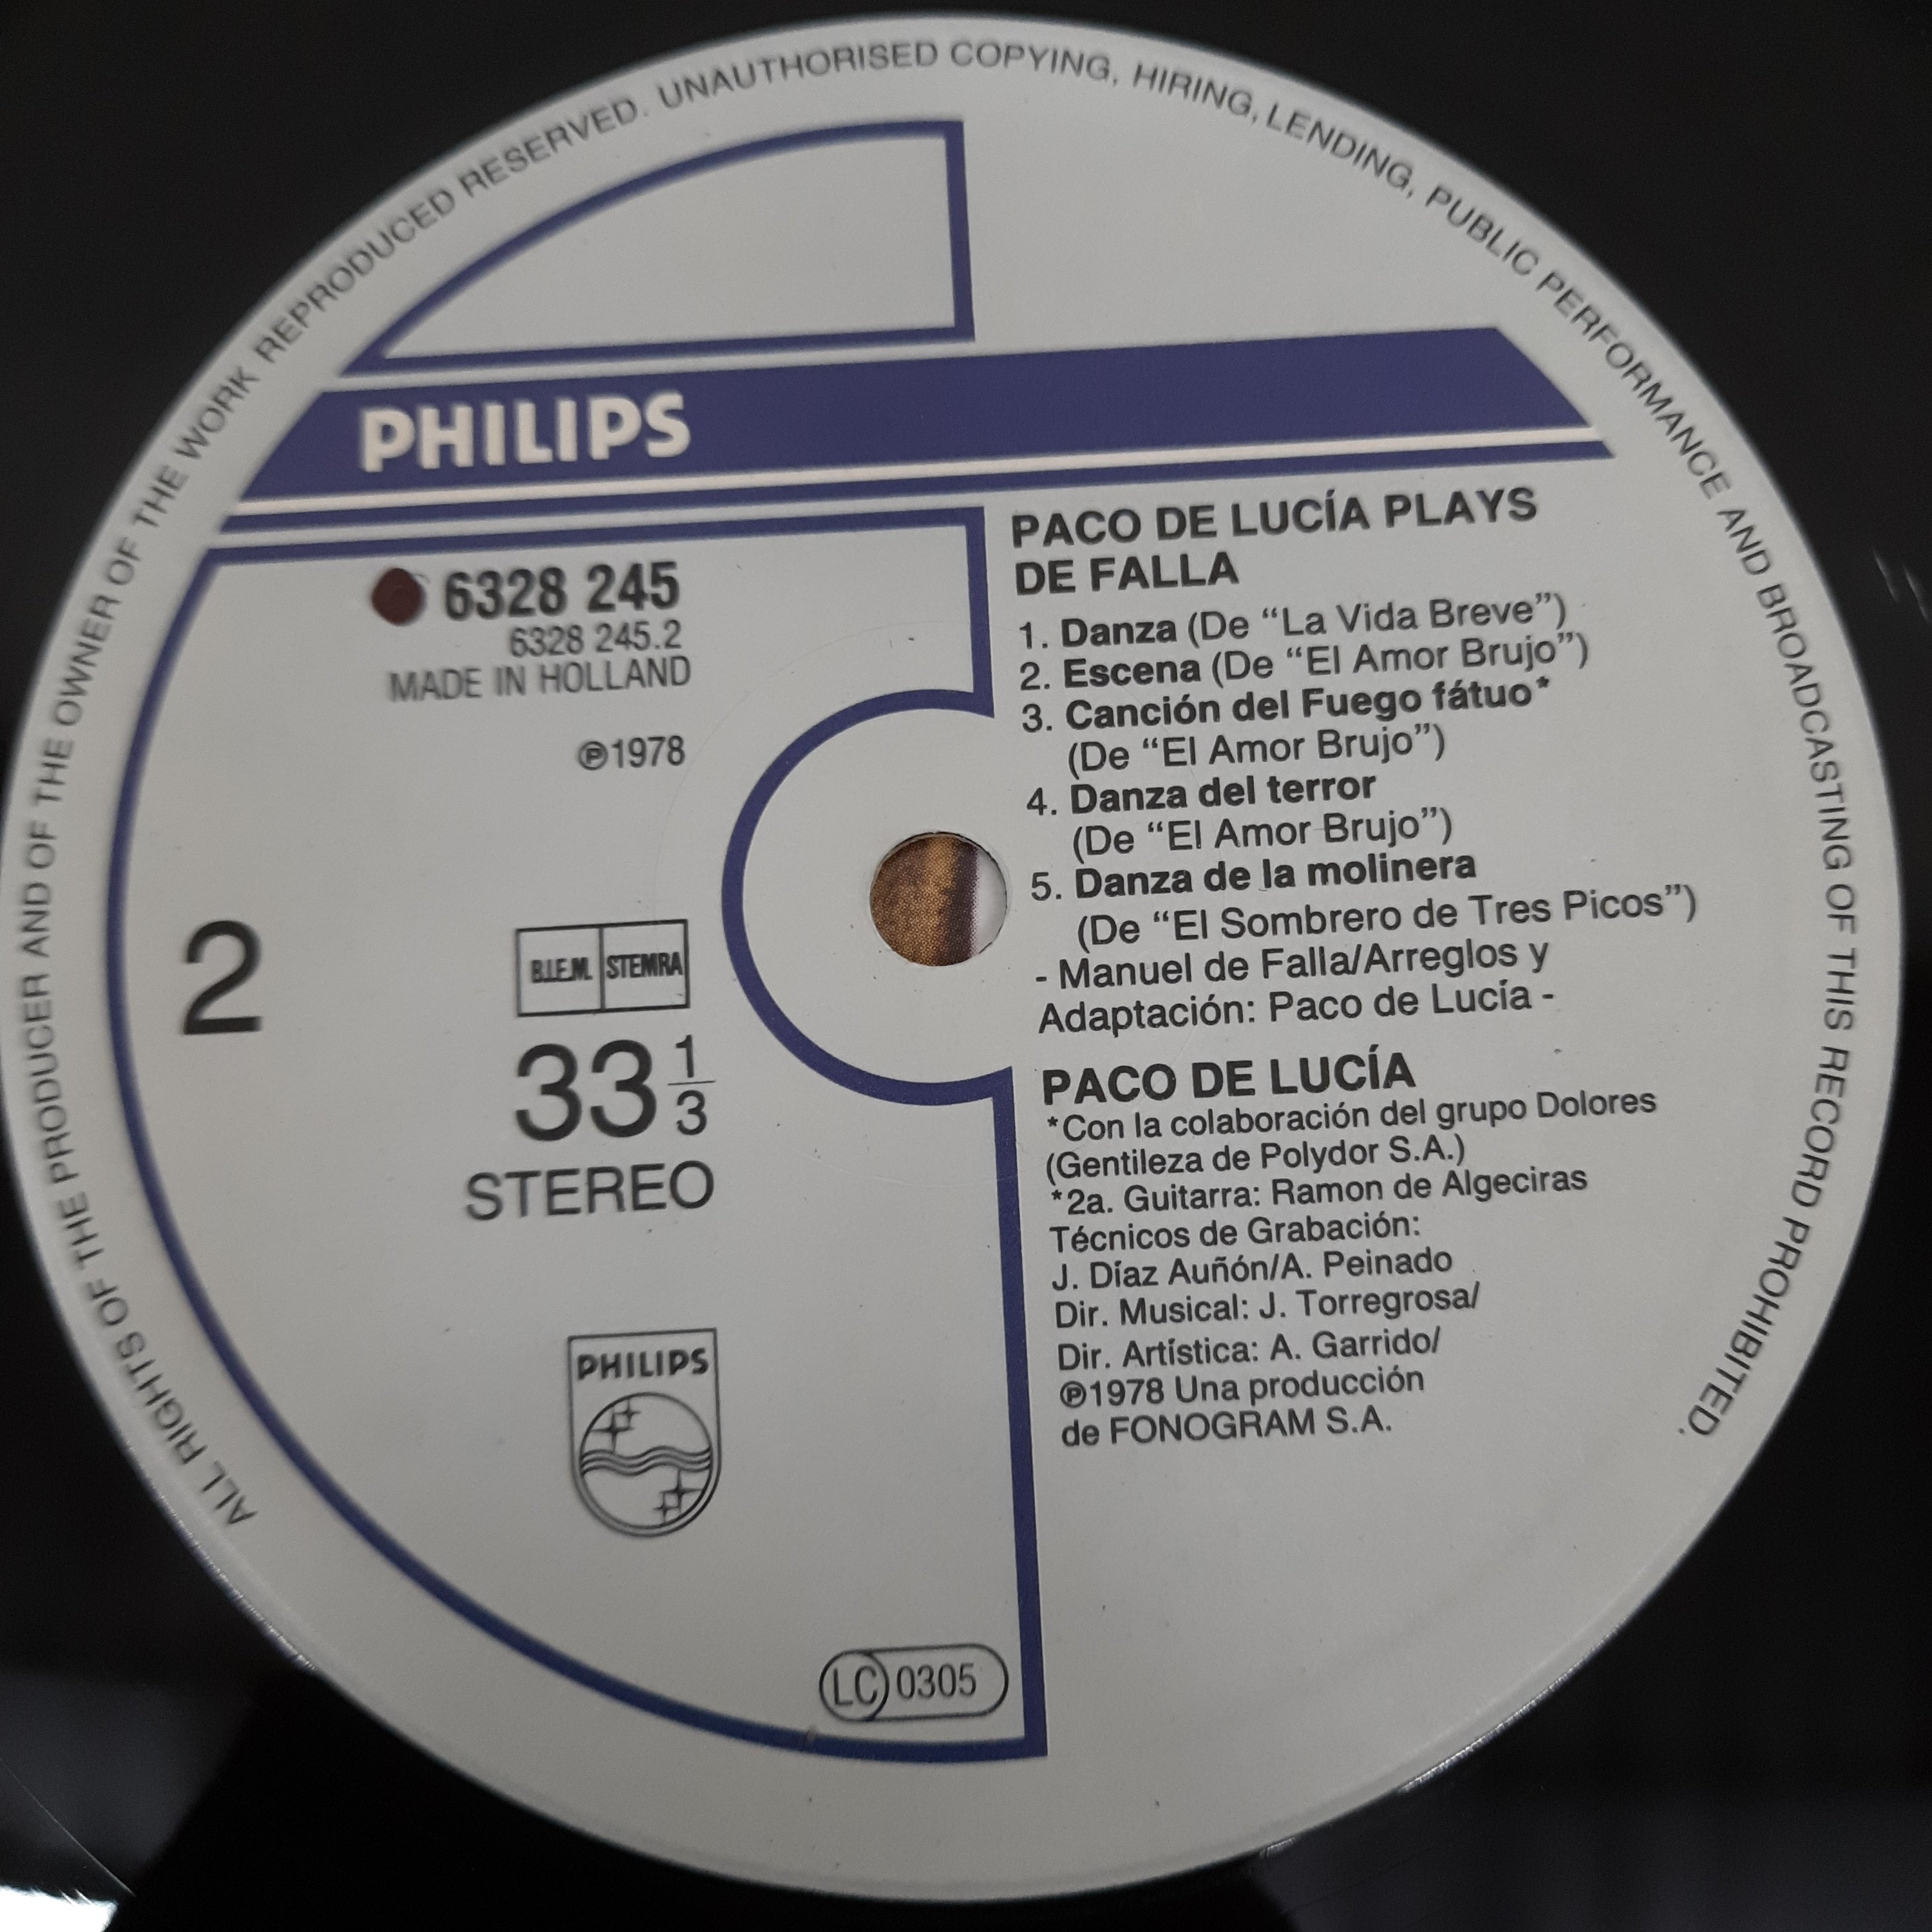 ALL RIGHTS OF THE PRODUCER AND OF THE OWNER OF THE WORK REPRODUCED RESERVED. UNAUTHORISED COPYING, HIRING, LENDING, PUBLIC PERFORMANCE AND BROADCASTING OF THIS RECORD PROHIBITED.
PHILIPS
6328 245
6328 245.2
MADE IN HOLLAND
℗1978
2
B.I.E.M. STEMRA
33 1/3
STEREO
PHILIPS
LC 0305
PACO DE LUCÍA PLAYS
DE FALLA
1. Danza (De “La Vida Breve”)
2. Escena (De “El Amor Brujo”)
3. Canción del Fuego fátuo*
(De “El Amor Brujo”)
4. Danza del terror
(De “El Amor Brujo”)
5. Danza de la molinera
(De “El Sombrero de Tres Picos”)
- Manuel de Falla/Arreglos y
Adaptación: Paco de Lucía -
PACO DE LUCÍA
*Con la colaboración del grupo Dolores
(Gentileza de Polydor S.A.)
*2a. Guitarra: Ramon de Algeciras
Técnicos de Grabación:
J. Díaz Auñón/A. Peinado
Dir. Musical: J. Torregrosa/
Dir. Artística: A. Garrido/
℗1978 Una producción
de FONOGRAM S.A.